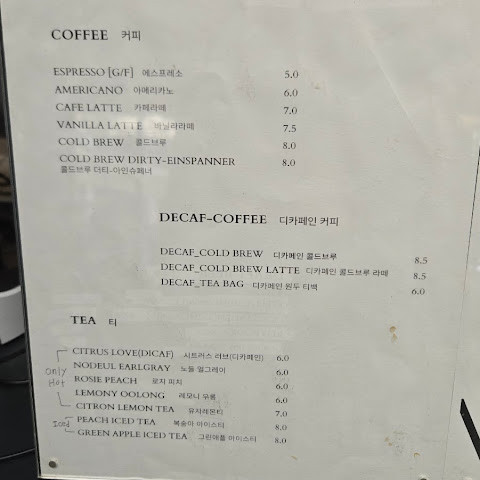 COFFEE 커피
ESPRESSO [G/F] 에스프레소 5.0
AMERICANO 아메리카노 6.0
CAFE LATTE 카페라떼 7.0
VANILLA LATTE 바닐라라떼 7.5
COLD BREW 콜드브루 8.0
COLD BREW DIRTY-EINSPANNER 8.0
콜드브루 더티-아인슈페너
DECAF-COFFEE 디카페인 커피
DECAF_COLD BREW 디카페인 콜드브루 8.5
DECAF_COLD BREW LATTE 디카페인 콜드브루 라떼 8.5
DECAF_TEA BAG 디카페인 원두 티백 6.0
TEA 티
CITRUS LOVE(DICAF) 시트러스 러브(디카페인) 6.0
NODEUL EARLGRAY 노들 얼그레이 6.0
Only Hot
ROSIE PEACH 로지 피치 6.0
LEMONY OOLONG 레모니 우롱 6.0
CITRON LEMON TEA 유자레몬티 7.0
Iced
PEACH ICED TEA 복숭아 아이스티 8.0
GREEN APPLE ICED TEA 그린애플 아이스티 8.0